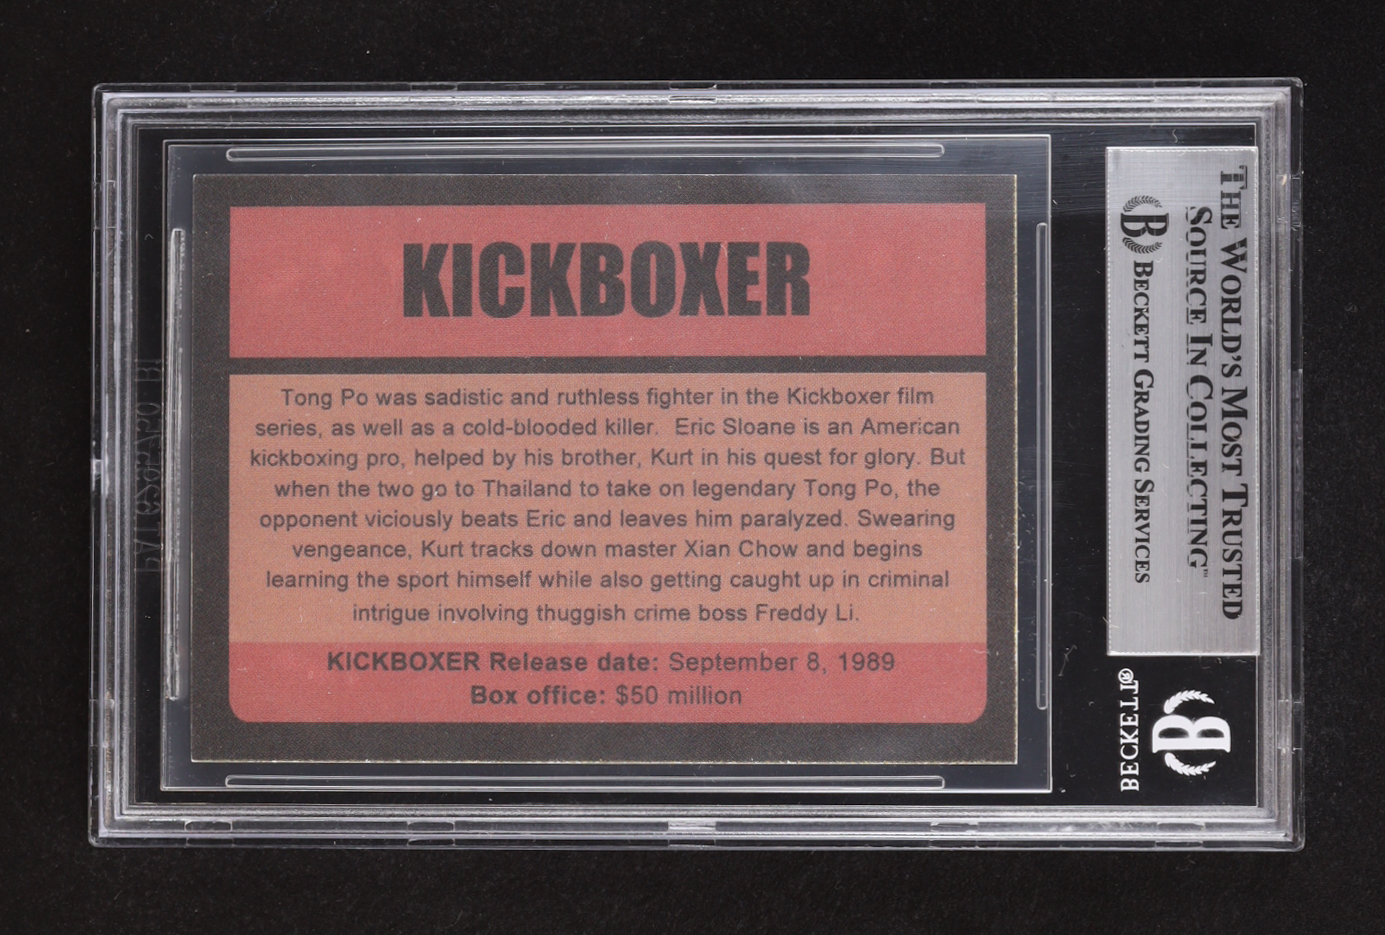 KICKBOXER
Tong Po was sadistic and ruthless fighter in the Kickboxer film
series, as well as a cold-blooded killer. Eric Sloane is an American
kickboxing pro, helped by his brother, Kurt in his quest for glory. But
when the two go to Thailand to take on legendary Tong Po, the
opponent viciously beats Eric and leaves him paralyzed. Swearing
vengeance, Kurt tracks down master Xian Chow and begins
learning the sport himself while also getting caught up in criminal
intrigue involving thuggish crime boss Freddy Li.
KICKBOXER Release date: September 8, 1989
Box office: $50 million
THE WORLD'S MOST TRUSTED
SOURCE IN COLLECTING™
B BECKETT GRADING SERVICES
B
BECKETT®